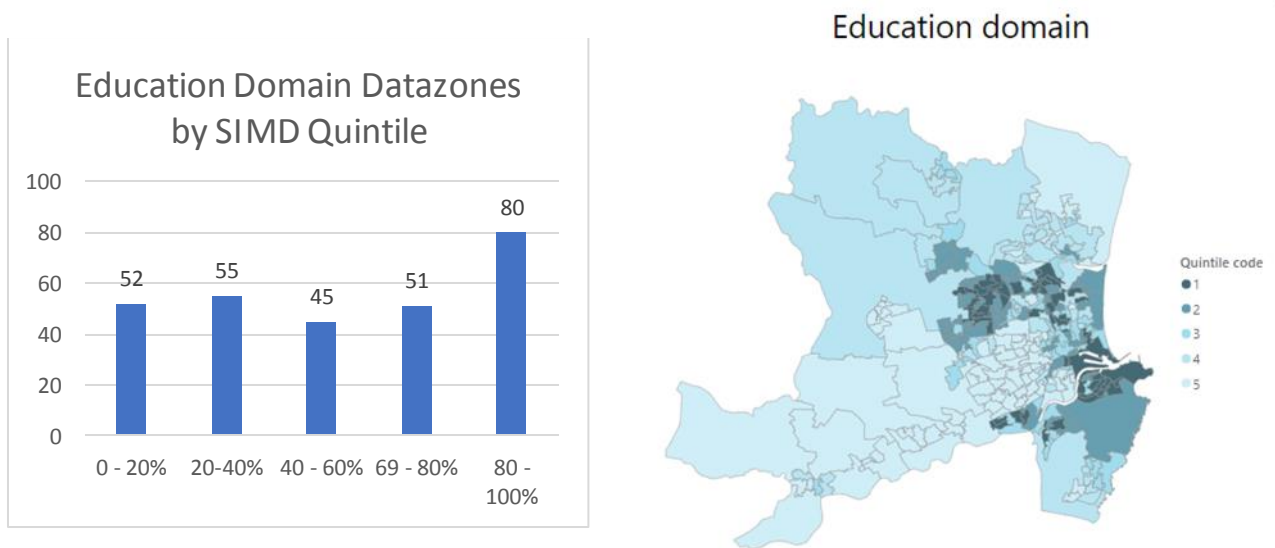 Education Domain Datazones
by SIMD Quintile
100
80
60
40
20
0
52
55
45
51
80
0 - 20%
20-40%
40 - 60%
69 - 80%
80 -
100%
Education domain
Quintile code
1
2
3
4
5